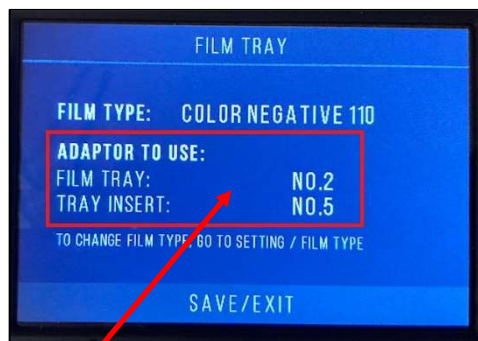 FILM TRAY
FILM TYPE: COLOR NEGATIVE 110
ADAPTOR TO USE:
FILM TRAY: NO.2
TRAY INSERT: NO.5
TO CHANGE FILM TYPE, GO TO SETTING / FILM TYPE
SAVE/EXIT